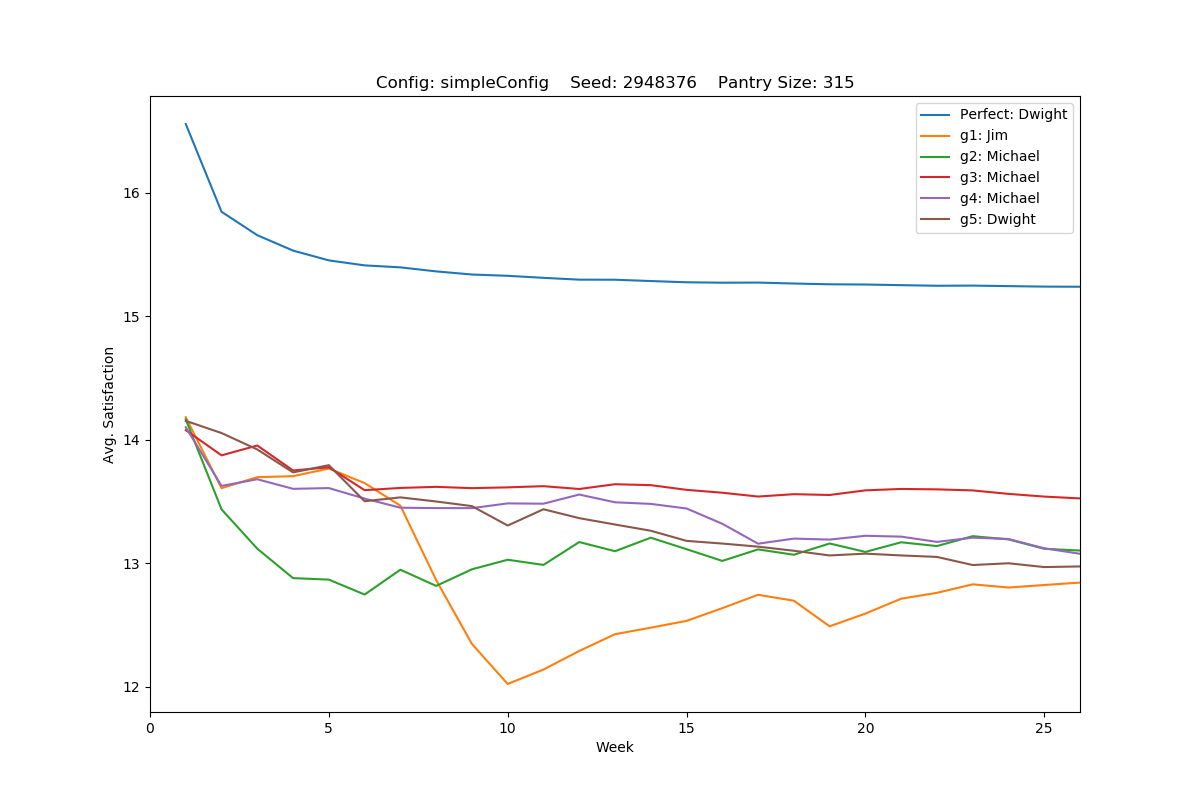 Config: simpleConfig    Seed: 2948376    Pantry Size: 315
Perfect: Dwight
g1: Jim
g2: Michael
g3: Michael
g4: Michael
g5: Dwight
Avg. Satisfaction
16
15
14
13
12
0 5 10 15 20 25
Week